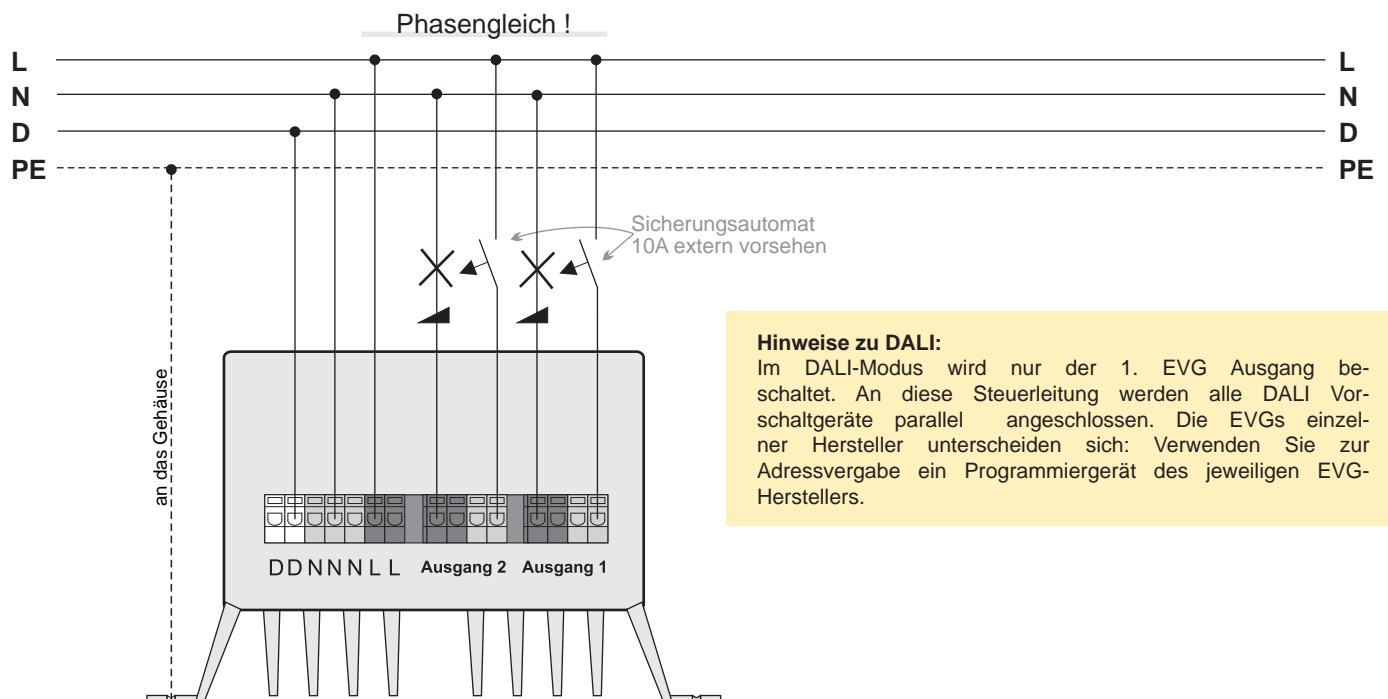 Phasengleich !
L L
N N
D D
PE PE
Sicherungsautomat
10A extern vorsehen
an das Gehäuse
Hinweise zu DALI:
Im DALI-Modus wird nur der 1. EVG Ausgang be-
schaltet. An diese Steuerleitung werden alle DALI Vor-
schaltgeräte parallel angeschlossen. Die EVGs einzel-
ner Hersteller unterscheiden sich: Verwenden Sie zur
Adressvergabe ein Programmiergerät des jeweiligen EVG-
Herstellers.
D D N N N L L Ausgang 2 Ausgang 1